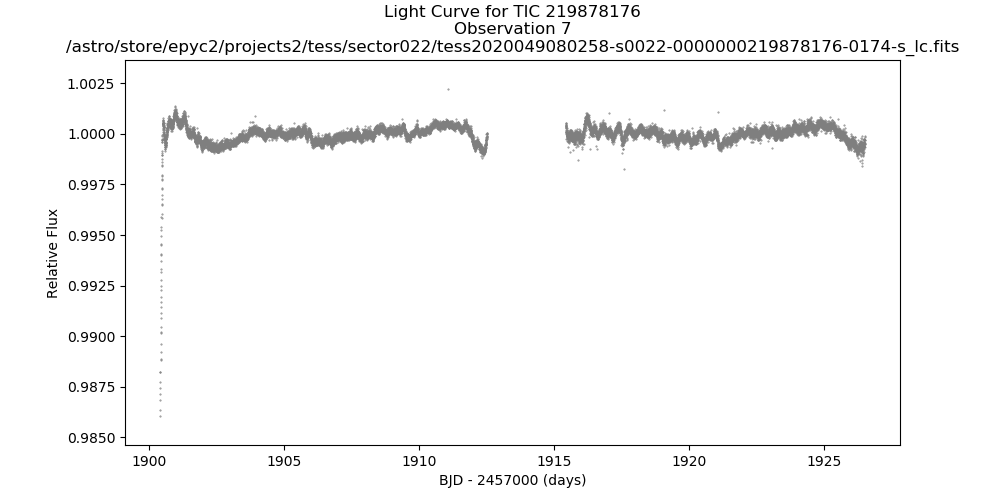 Light Curve for TIC 219878176
Observation 7
/astro/store/epyc2/projects2/tess/sector022/tess2020049080258-s0022-0000000219878176-0174-s_lc.fits
1.0025
1.0000
0.9975
0.9950
0.9925
0.9900
0.9875
0.9850
Relative Flux
1900
1905
1910
1915
1920
1925
BJD - 2457000 (days)